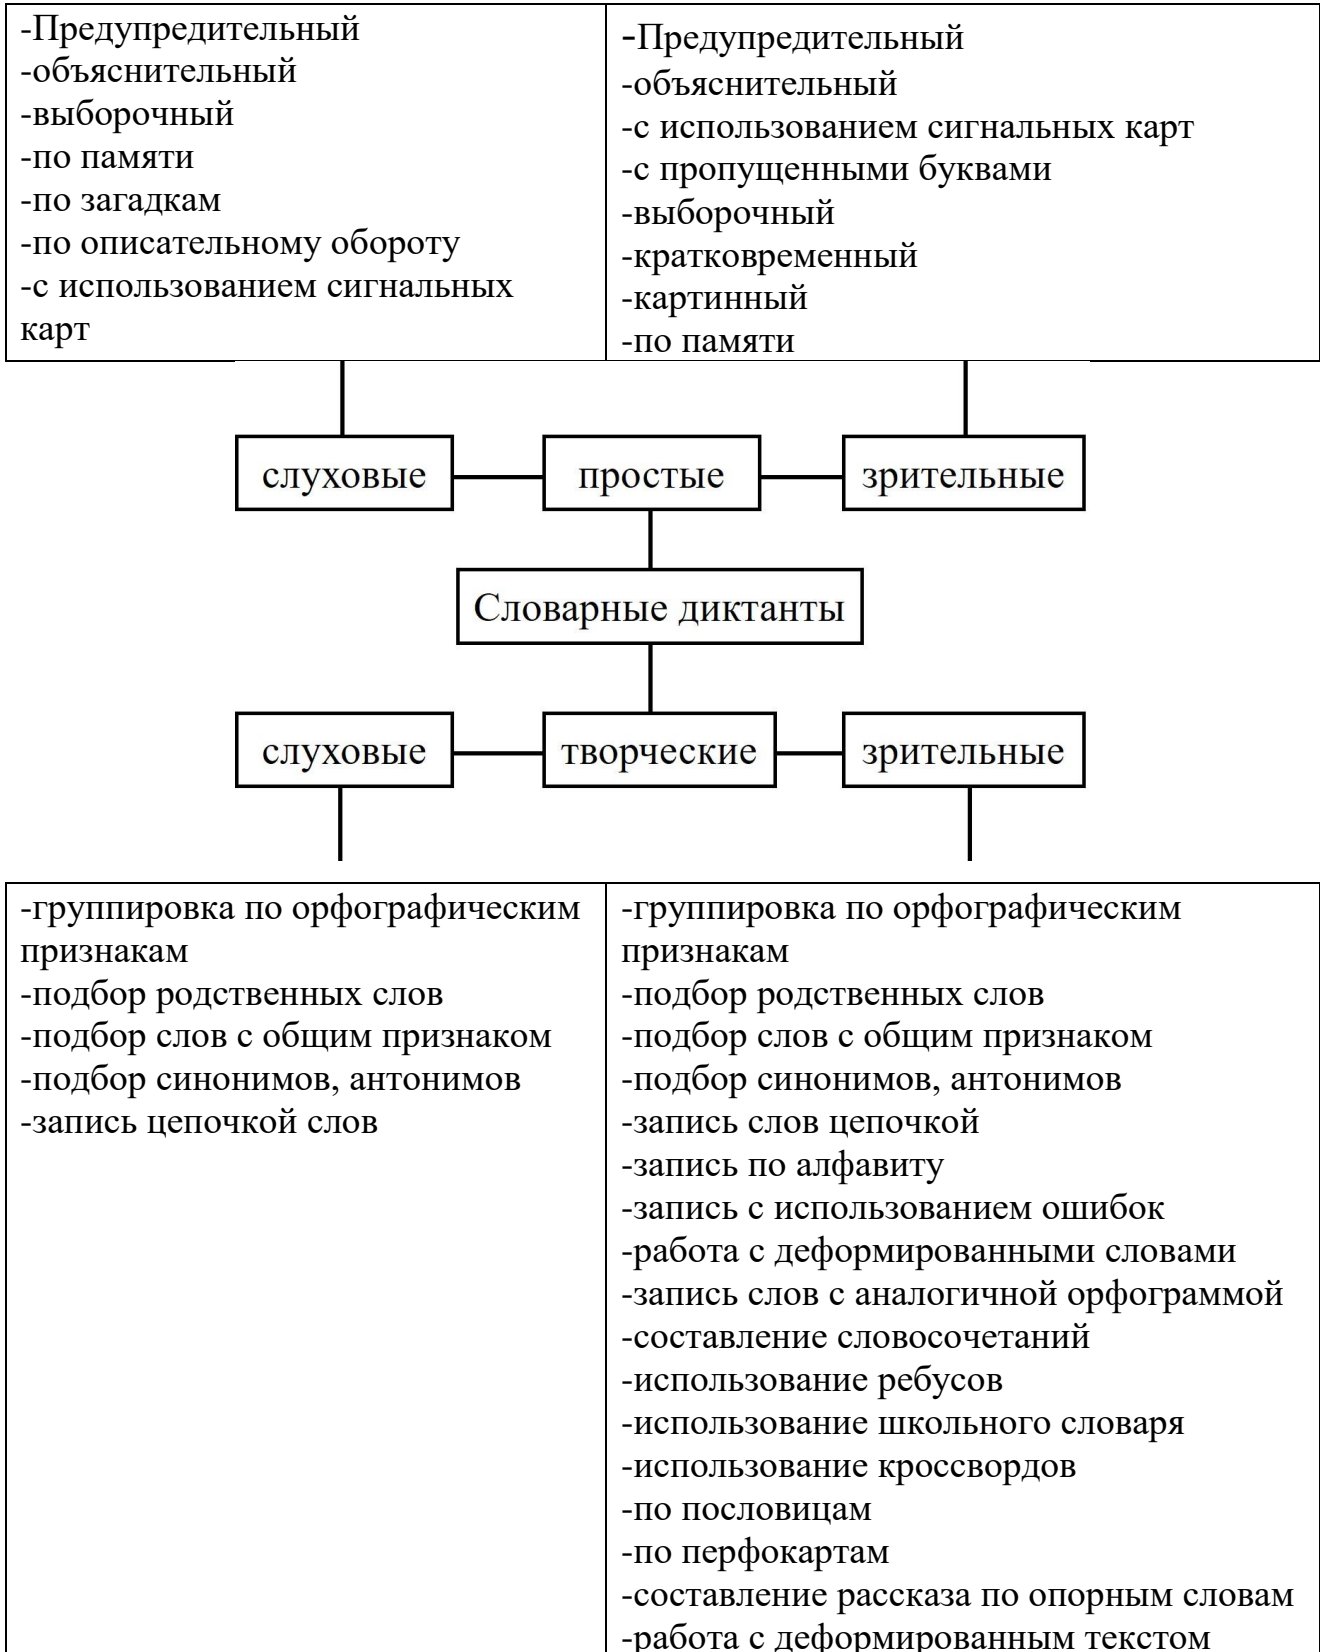 -Предупредительный
-объяснительный
-выборочный
-по памяти
-по загадкам
-по описательному обороту
-с использованием сигнальных
карт
-Предупредительный
-объяснительный
-с использованием сигнальных карт
-с пропущенными буквами
-выборочный
-кратковременный
-картинный
-по памяти
слуховые
простые
зрительные
Словарные диктанты
слуховые
творческие
зрительные
-группировка по орфографическим
признакам
-подбор родственных слов
-подбор слов с общим признаком
-подбор синонимов, антонимов
-запись цепочкой слов
-группировка по орфографическим
признакам
-подбор родственных слов
-подбор слов с общим признаком
-подбор синонимов, антонимов
-запись слов цепочкой
-запись по алфавиту
-запись с использованием ошибок
-работа с деформированными словами
-запись слов с аналогичной орфограммой
-составление словосочетаний
-использование ребусов
-использование школьного словаря
-использование кроссвордов
-по пословицам
-по перфокартам
-составление рассказа по опорным словам
-работа с деформированным текстом